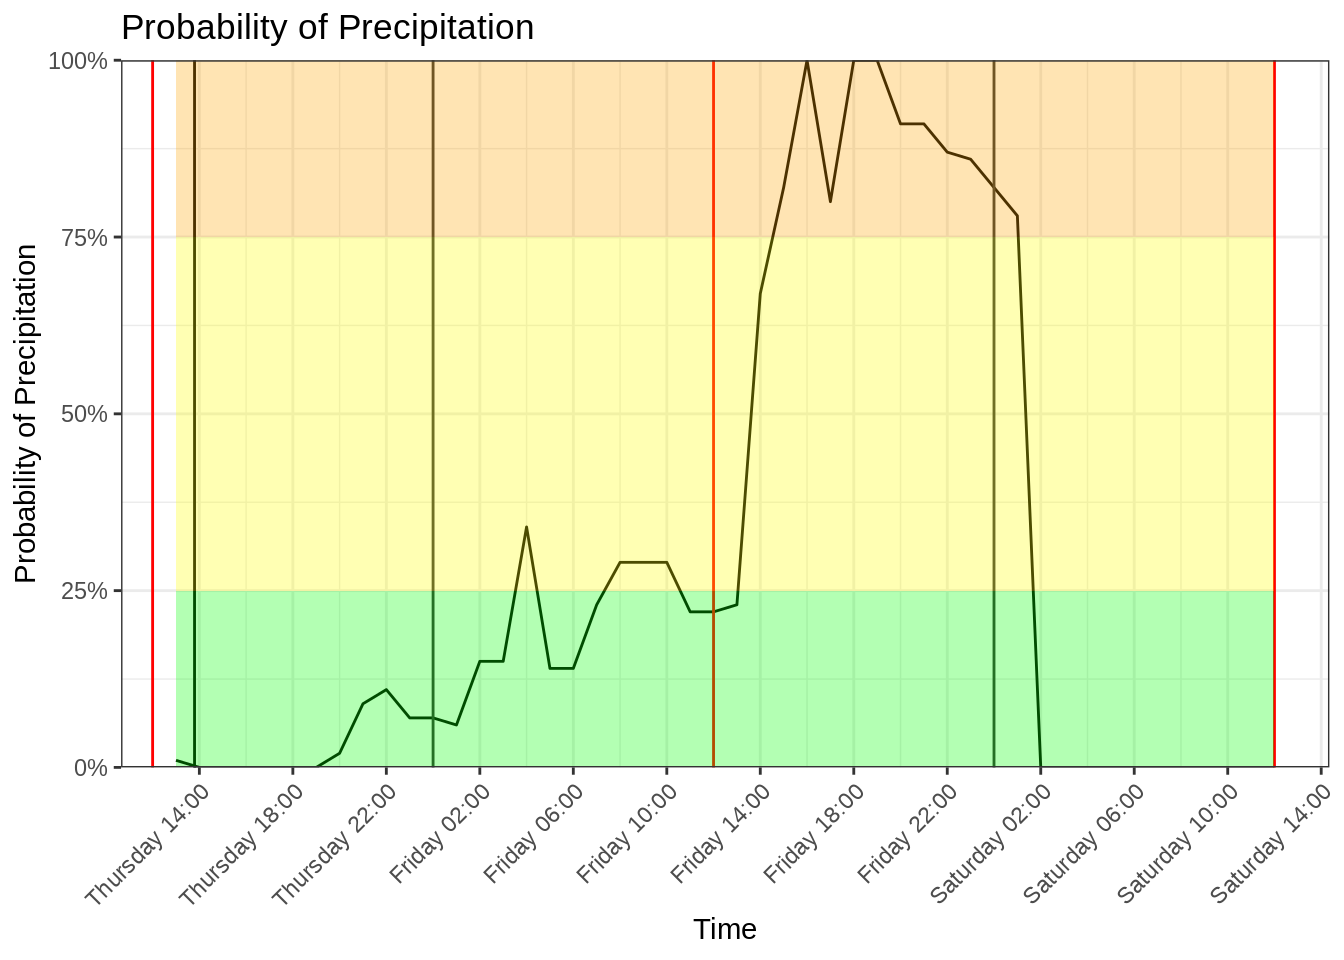 Probability of Precipitation
Probability of Precipitation
100%
75%
50%
25%
0%
Thursday 14:00
Thursday 18:00
Thursday 22:00
Friday 02:00
Friday 06:00
Friday 10:00
Friday 14:00
Friday 18:00
Friday 22:00
Saturday 02:00
Saturday 06:00
Saturday 10:00
Saturday 14:00
Time